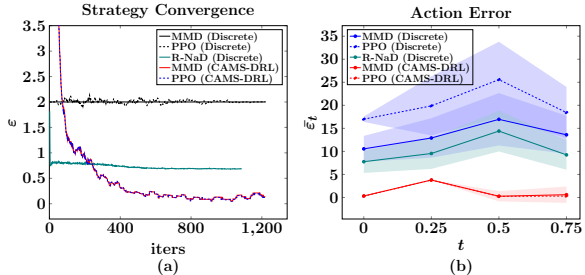 Strategy Convergence
MMD (Discrete)
PPO (Discrete)
R-NaD (Discrete)
MMD (CAMS-DRL)
PPO (CAMS-DRL)
3.5
3
2.5
2
1.5
1
0.5
0
ε
0 400 800 1,200
iters
(a)
Action Error
MMD (Discrete)
PPO (Discrete)
R-NaD (Discrete)
MMD (CAMS-DRL)
PPO (CAMS-DRL)
35
30
25
20
15
10
5
0
ε̄t
0 0.25 0.5 0.75
t
(b)